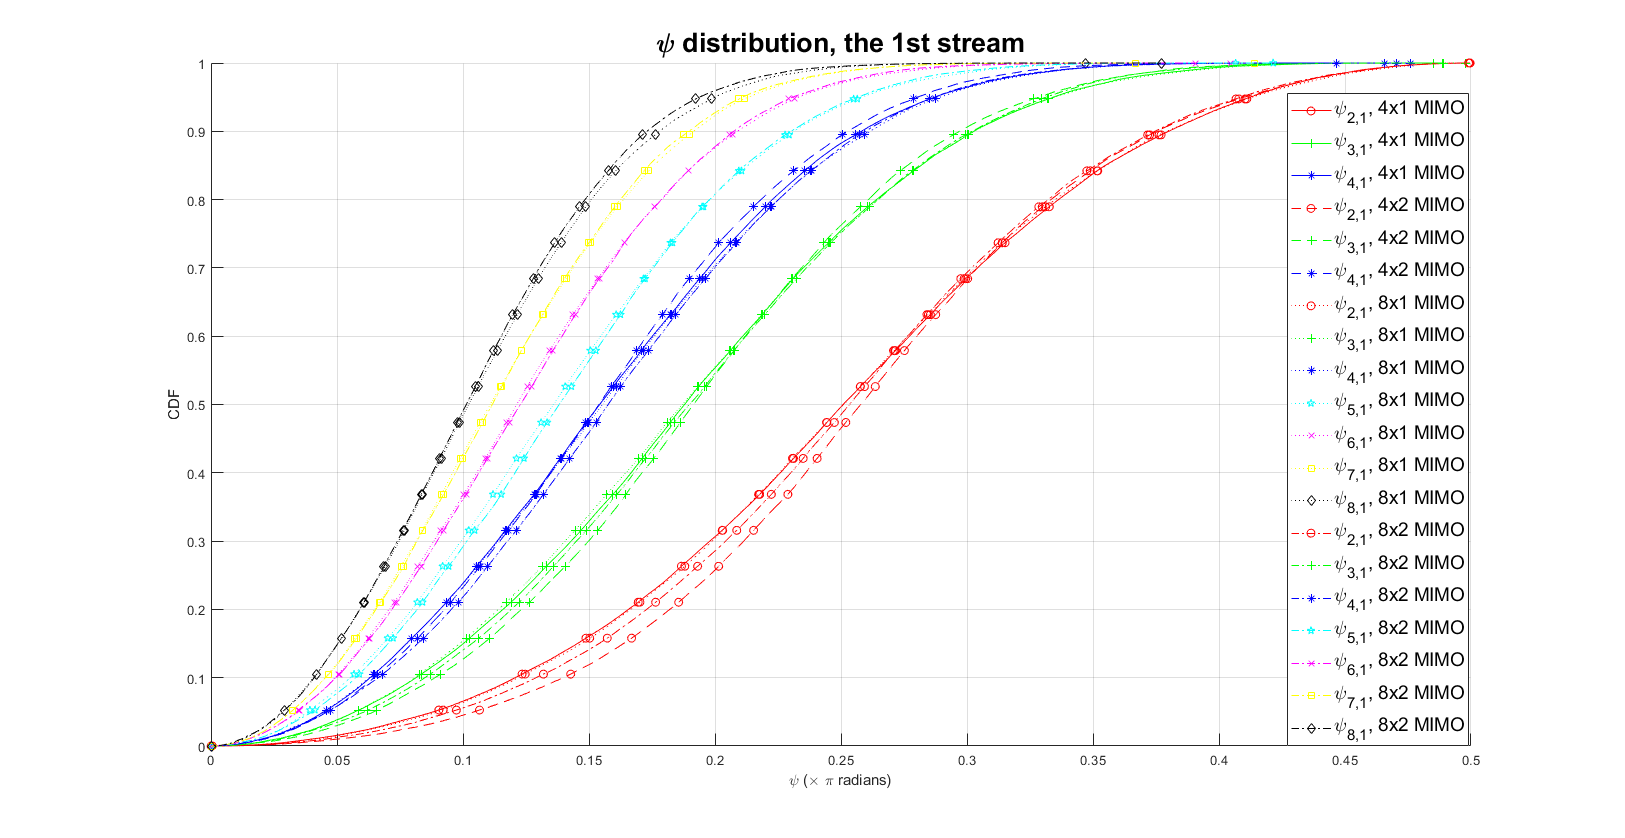 ψ distribution, the 1st stream
1
0.9
0.8
0.7
0.6
0.5
0.4
0.3
0.2
0.1
0
CDF
0 0.05 0.1 0.15 0.2 0.25 0.3 0.35 0.4 0.45 0.5
ψ (× π radians)
ψ2,1, 4x1 MIMO
ψ3,1, 4x1 MIMO
ψ4,1, 4x1 MIMO
ψ2,1, 4x2 MIMO
ψ3,1, 4x2 MIMO
ψ4,1, 4x2 MIMO
ψ2,1, 8x1 MIMO
ψ3,1, 8x1 MIMO
ψ4,1, 8x1 MIMO
ψ5,1, 8x1 MIMO
ψ6,1, 8x1 MIMO
ψ7,1, 8x1 MIMO
ψ8,1, 8x1 MIMO
ψ2,1, 8x2 MIMO
ψ3,1, 8x2 MIMO
ψ4,1, 8x2 MIMO
ψ5,1, 8x2 MIMO
ψ6,1, 8x2 MIMO
ψ7,1, 8x2 MIMO
ψ8,1, 8x2 MIMO